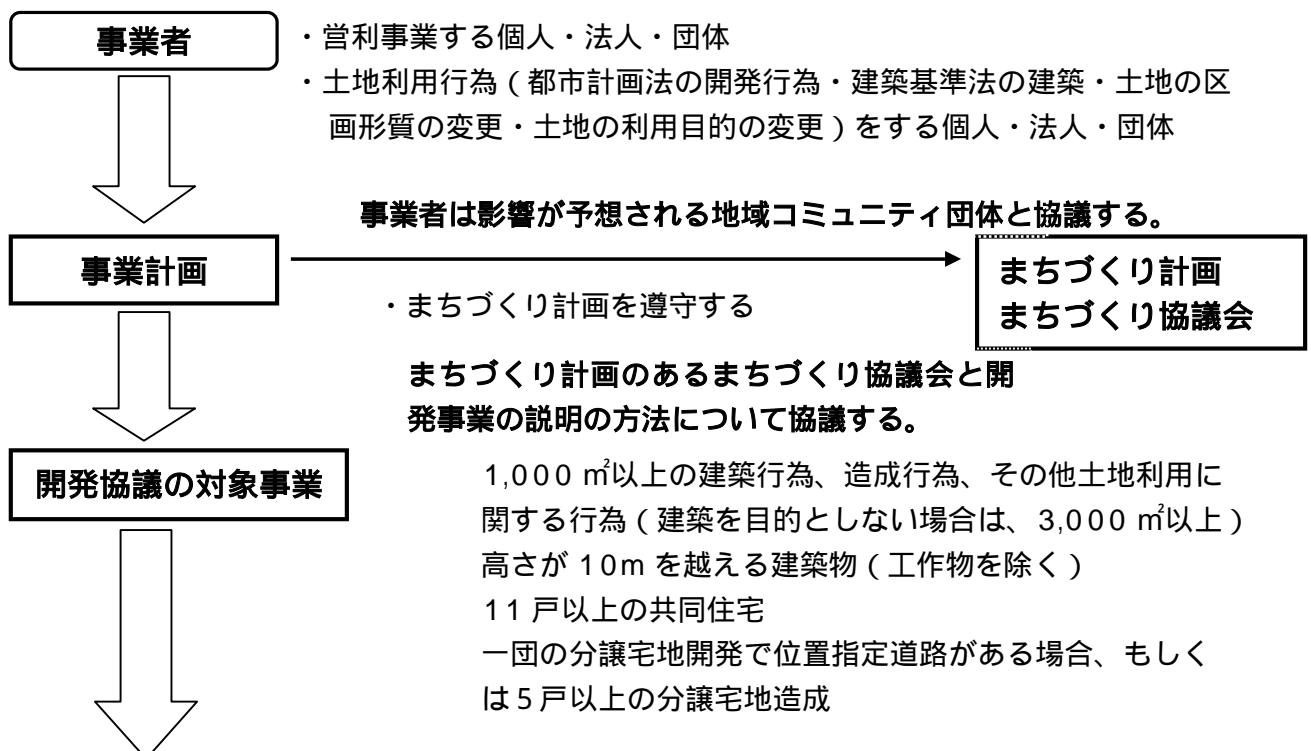 事業者
・営利事業する個人・法人・団体
・土地利用行為（都市計画法の開発行為・建築基準法の建築・土地の区
画形質の変更・土地の利用目的の変更）をする個人・法人・団体
事業者は影響が予想される地域コミュニティ団体と協議する。
事業計画
まちづくり計画
まちづくり協議会
・まちづくり計画を遵守する
まちづくり計画のあるまちづくり協議会と開
発事業の説明の方法について協議する。
開発協議の対象事業
1,000 ㎡以上の建築行為、造成行為、その他土地利用に
関する行為（建築を目的としない場合は、3,000 ㎡以上）
高さが 10m を越える建築物（工作物を除く）
11 戸以上の共同住宅
一団の分譲宅地開発で位置指定道路がある場合、もしく
は５戸以上の分譲宅地造成